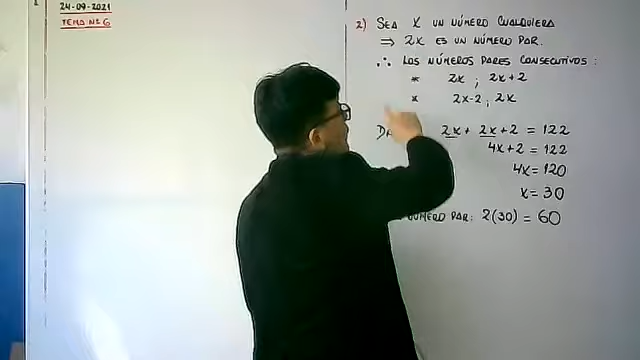 24-09-2021
TEMA Nº 6
2) SEA X UN NÚMERO CUALQUIERA
⇒ 2X ES UN NÚMERO PAR.
∴ LOS NÚMEROS PARES CONSECUTIVOS:
* 2X ; 2X+2
* 2X-2 ; 2X
2X + 2X + 2 = 122
4X + 2 = 122
4X = 120
X = 30
NÚMERO PAR: 2(30) = 60